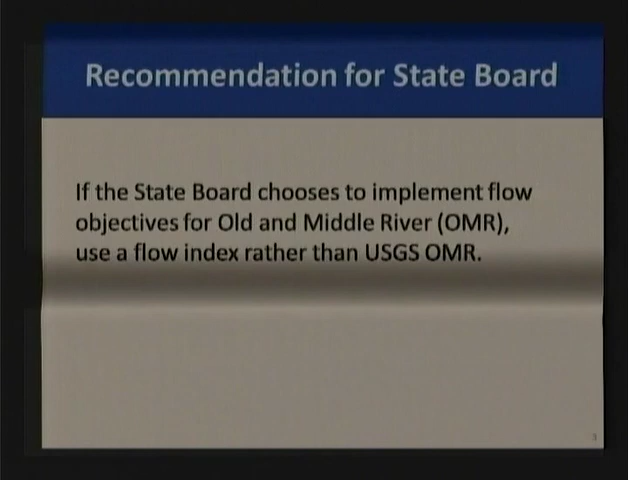 Recommendation for State Board
If the State Board chooses to implement flow
objectives for Old and Middle River (OMR),
use a flow index rather than USGS OMR.
3